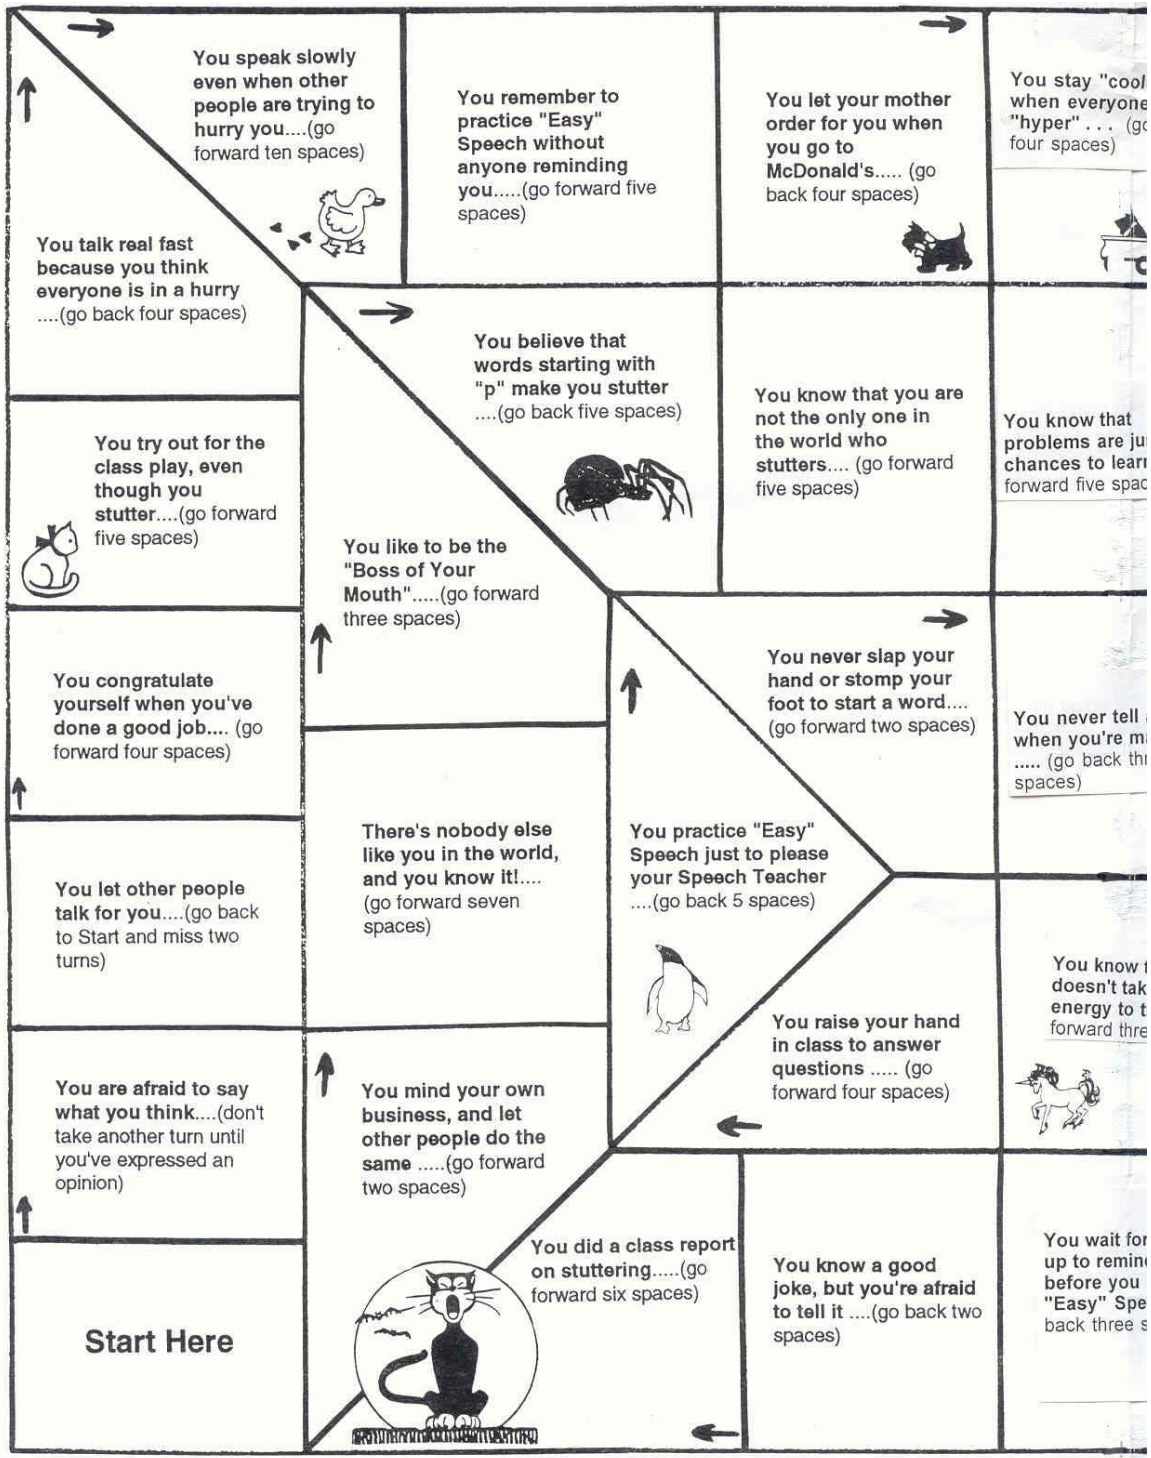 You speak slowly
even when other
people are trying to
hurry you....(go
forward ten spaces)
You remember to
practice "Easy"
Speech without
anyone reminding
you.....(go forward five
spaces)
You let your mother
order for you when
you go to
McDonald's..... (go
back four spaces)
You stay "cool
when everyone
"hyper" . . . (go
four spaces)
You talk real fast
because you think
everyone is in a hurry
....(go back four spaces)
You believe that
words starting with
"p" make you stutter
....(go back five spaces)
You know that you are
not the only one in
the world who
stutters.... (go forward
five spaces)
You know that
problems are ju
chances to learn
forward five spac
You try out for the
class play, even
though you
stutter....(go forward
five spaces)
You like to be the
"Boss of Your
Mouth".....(go forward
three spaces)
You never slap your
hand or stomp your
foot to start a word....
(go forward two spaces)
You never tell
when you're m
..... (go back thr
spaces)
You congratulate
yourself when you've
done a good job.... (go
forward four spaces)
There's nobody else
like you in the world,
and you know it!....
(go forward seven
spaces)
You practice "Easy"
Speech just to please
your Speech Teacher
....(go back 5 spaces)
You let other people
talk for you....(go back
to Start and miss two
turns)
You raise your hand
in class to answer
questions ..... (go
forward four spaces)
You know t
doesn't tak
energy to t
forward thre
You are afraid to say
what you think....(don't
take another turn until
you've expressed an
opinion)
You mind your own
business, and let
other people do the
same .....(go forward
two spaces)
You did a class report
on stuttering.....(go
forward six spaces)
You know a good
joke, but you're afraid
to tell it ....(go back two
spaces)
You wait for
up to remin
before you
"Easy" Spe
back three s
Start Here